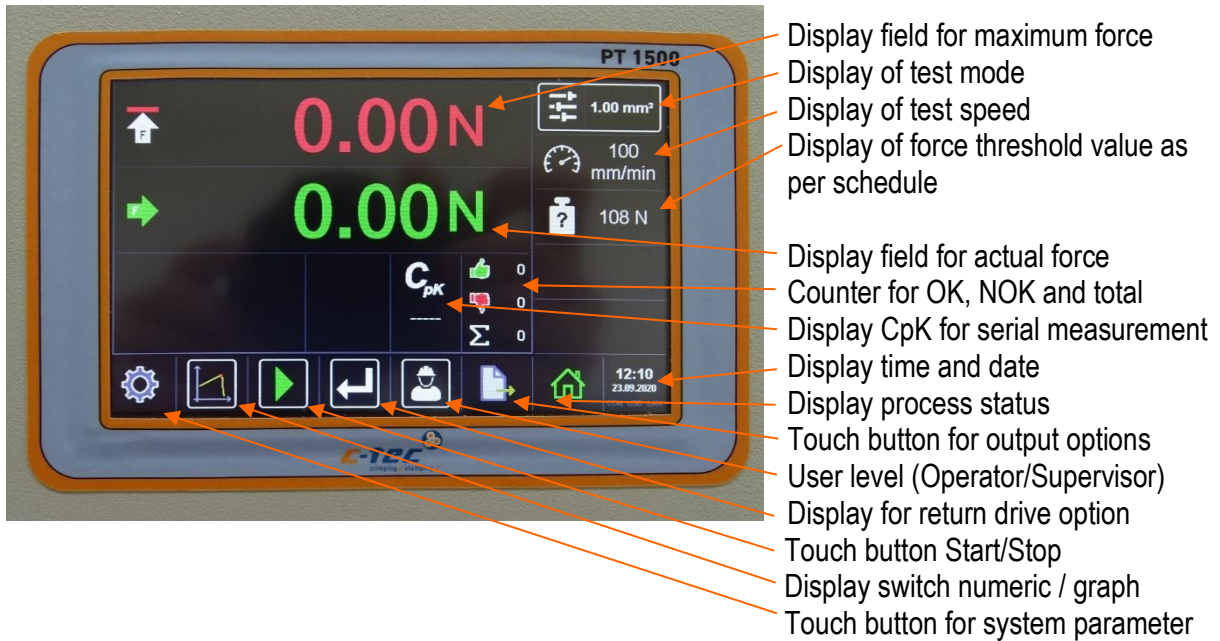 PT 1500
F
0.00 N
1.00 mm²
100
mm/min
F
0.00 N
?
108 N
CpK
-----
0
0
Σ 0
12:10
23.09.2020
c-Tec
crimping / stamping /
Display field for maximum force
Display of test mode
Display of test speed
Display of force threshold value as
per schedule
Display field for actual force
Counter for OK, NOK and total
Display CpK for serial measurement
Display time and date
Display process status
Touch button for output options
User level (Operator/Supervisor)
Display for return drive option
Touch button Start/Stop
Display switch numeric / graph
Touch button for system parameter